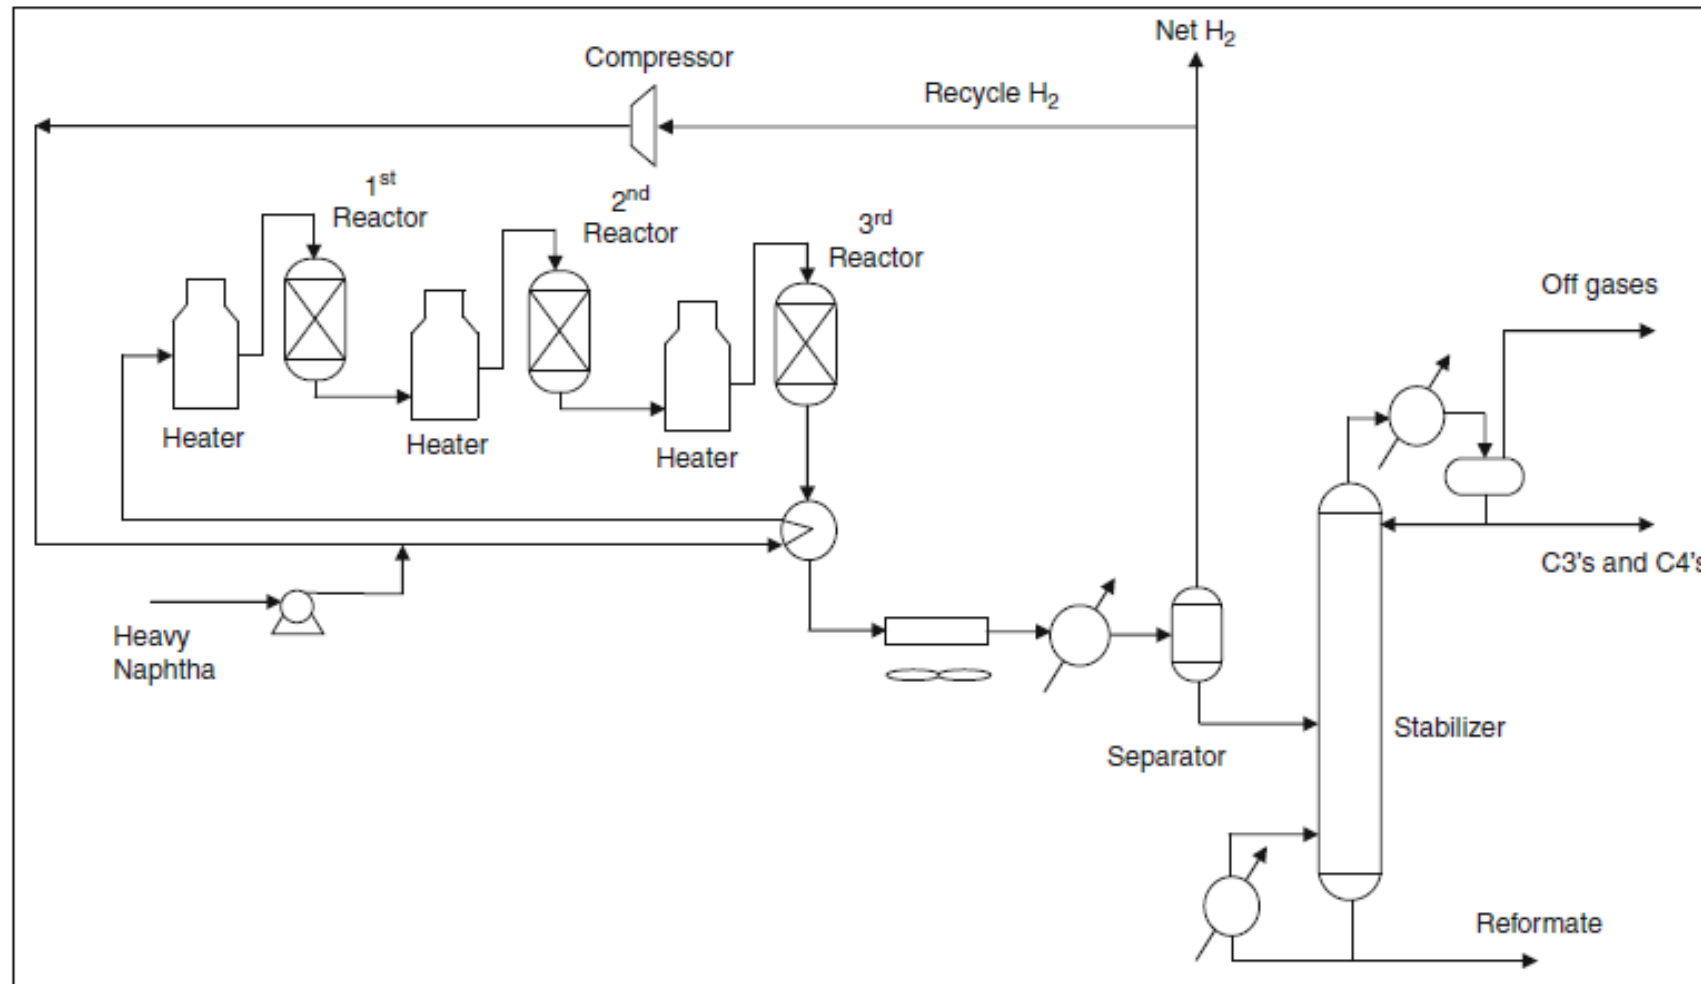 Net H₂
Compressor
Recycle H₂
1st
Reactor
2nd
Reactor
3rd
Reactor
Off gases
Heater
Heater
Heater
C3's and C4's
Heavy
Naphtha
Stabilizer
Separator
Reformate